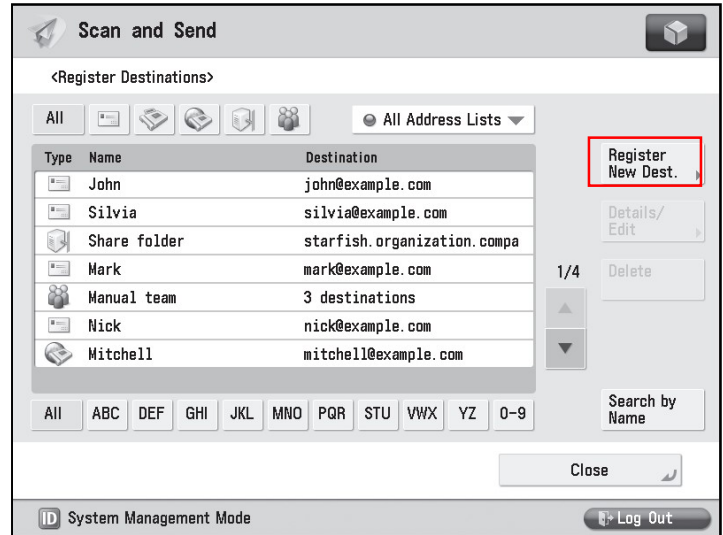 Scan and Send
<Register Destinations>
All
All Address Lists
Type Name Destination
John john@example.com
Silvia silvia@example.com
Share folder starfish.organization.compa
Mark mark@example.com
Manual team 3 destinations
Nick nick@example.com
Mitchell mitchell@example.com
1/4
Register
New Dest.
Details/
Edit
Delete
Search by
Name
All ABC DEF GHI JKL MNO PQR STU VWX YZ 0-9
Close
ID System Management Mode
Log Out